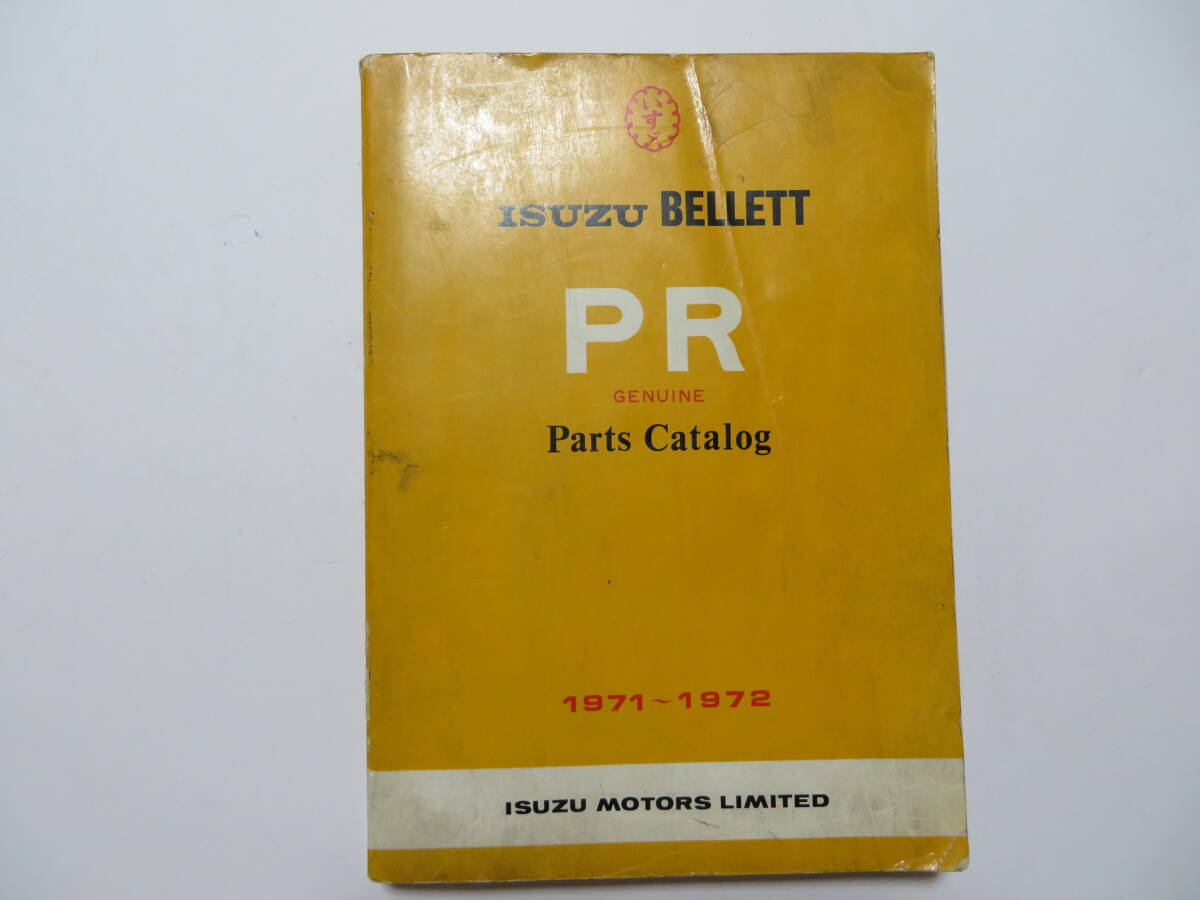 いすゞ
ISUZU BELLETT
PR
GENUINE
Parts Catalog
1971~1972
ISUZU MOTORS LIMITED